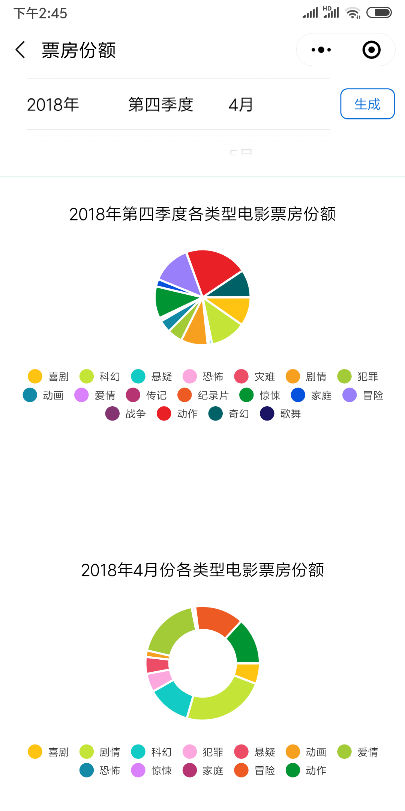 下午2:45
HD
票房份额
2018年 第四季度 4月 生成
2018年第四季度各类型电影票房份额
喜剧 科幻 悬疑 恐怖 灾难 剧情 犯罪
动画 爱情 传记 纪录片 惊悚 家庭 冒险
战争 动作 奇幻 歌舞
2018年4月份各类型电影票房份额
喜剧 剧情 科幻 犯罪 悬疑 动画 爱情
恐怖 惊悚 家庭 冒险 动作